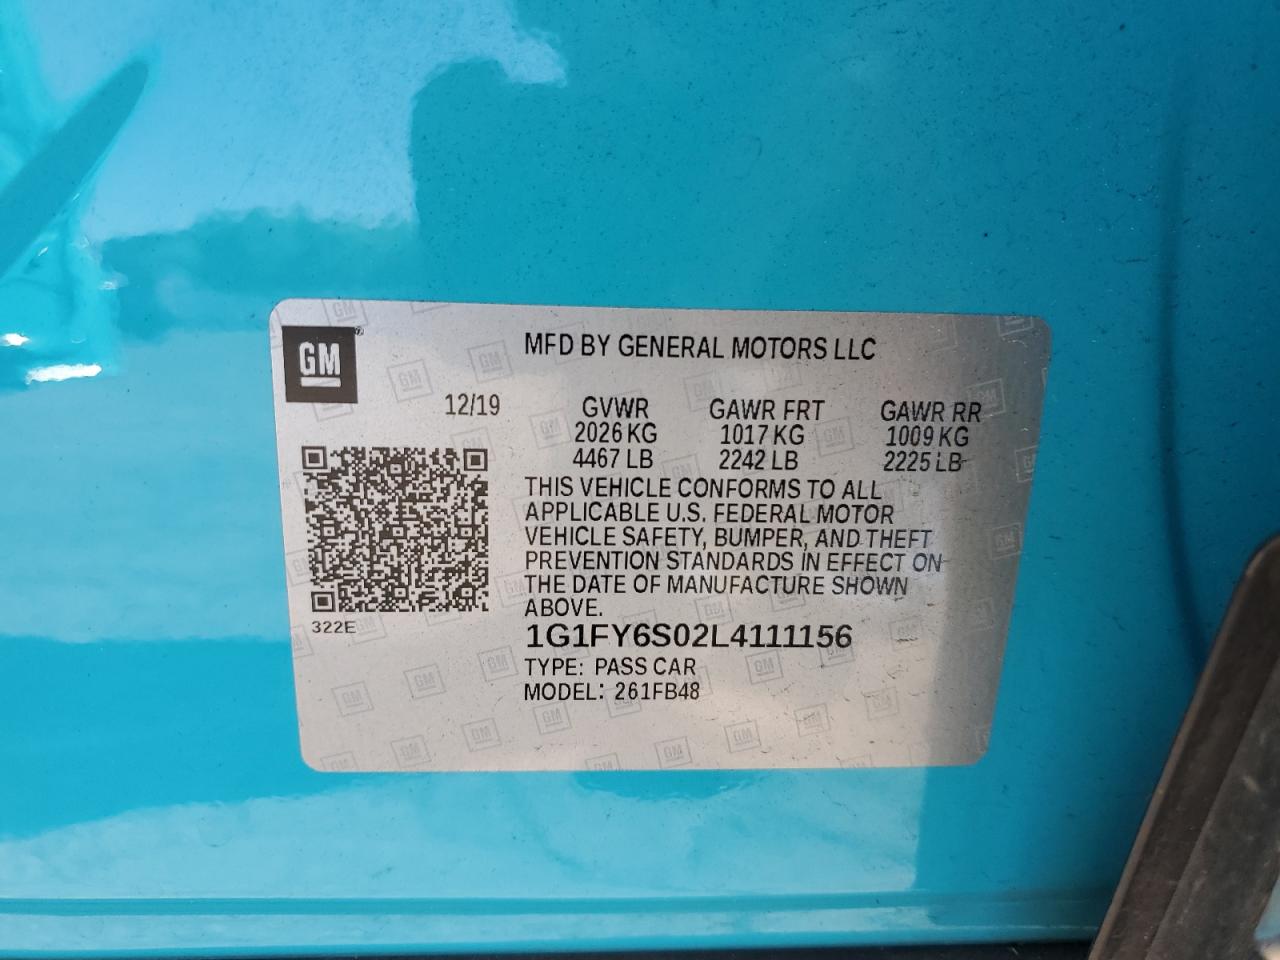 GM
MFD BY GENERAL MOTORS LLC
12/19
GVWR GAWR FRT GAWR RR
2026 KG 1017 KG 1009 KG
4467 LB 2242 LB 2225 LB
THIS VEHICLE CONFORMS TO ALL
APPLICABLE U.S. FEDERAL MOTOR
VEHICLE SAFETY, BUMPER, AND THEFT
PREVENTION STANDARDS IN EFFECT ON
THE DATE OF MANUFACTURE SHOWN
ABOVE.
322E
1G1FY6S02L4111156
TYPE: PASS CAR
MODEL: 261FB48